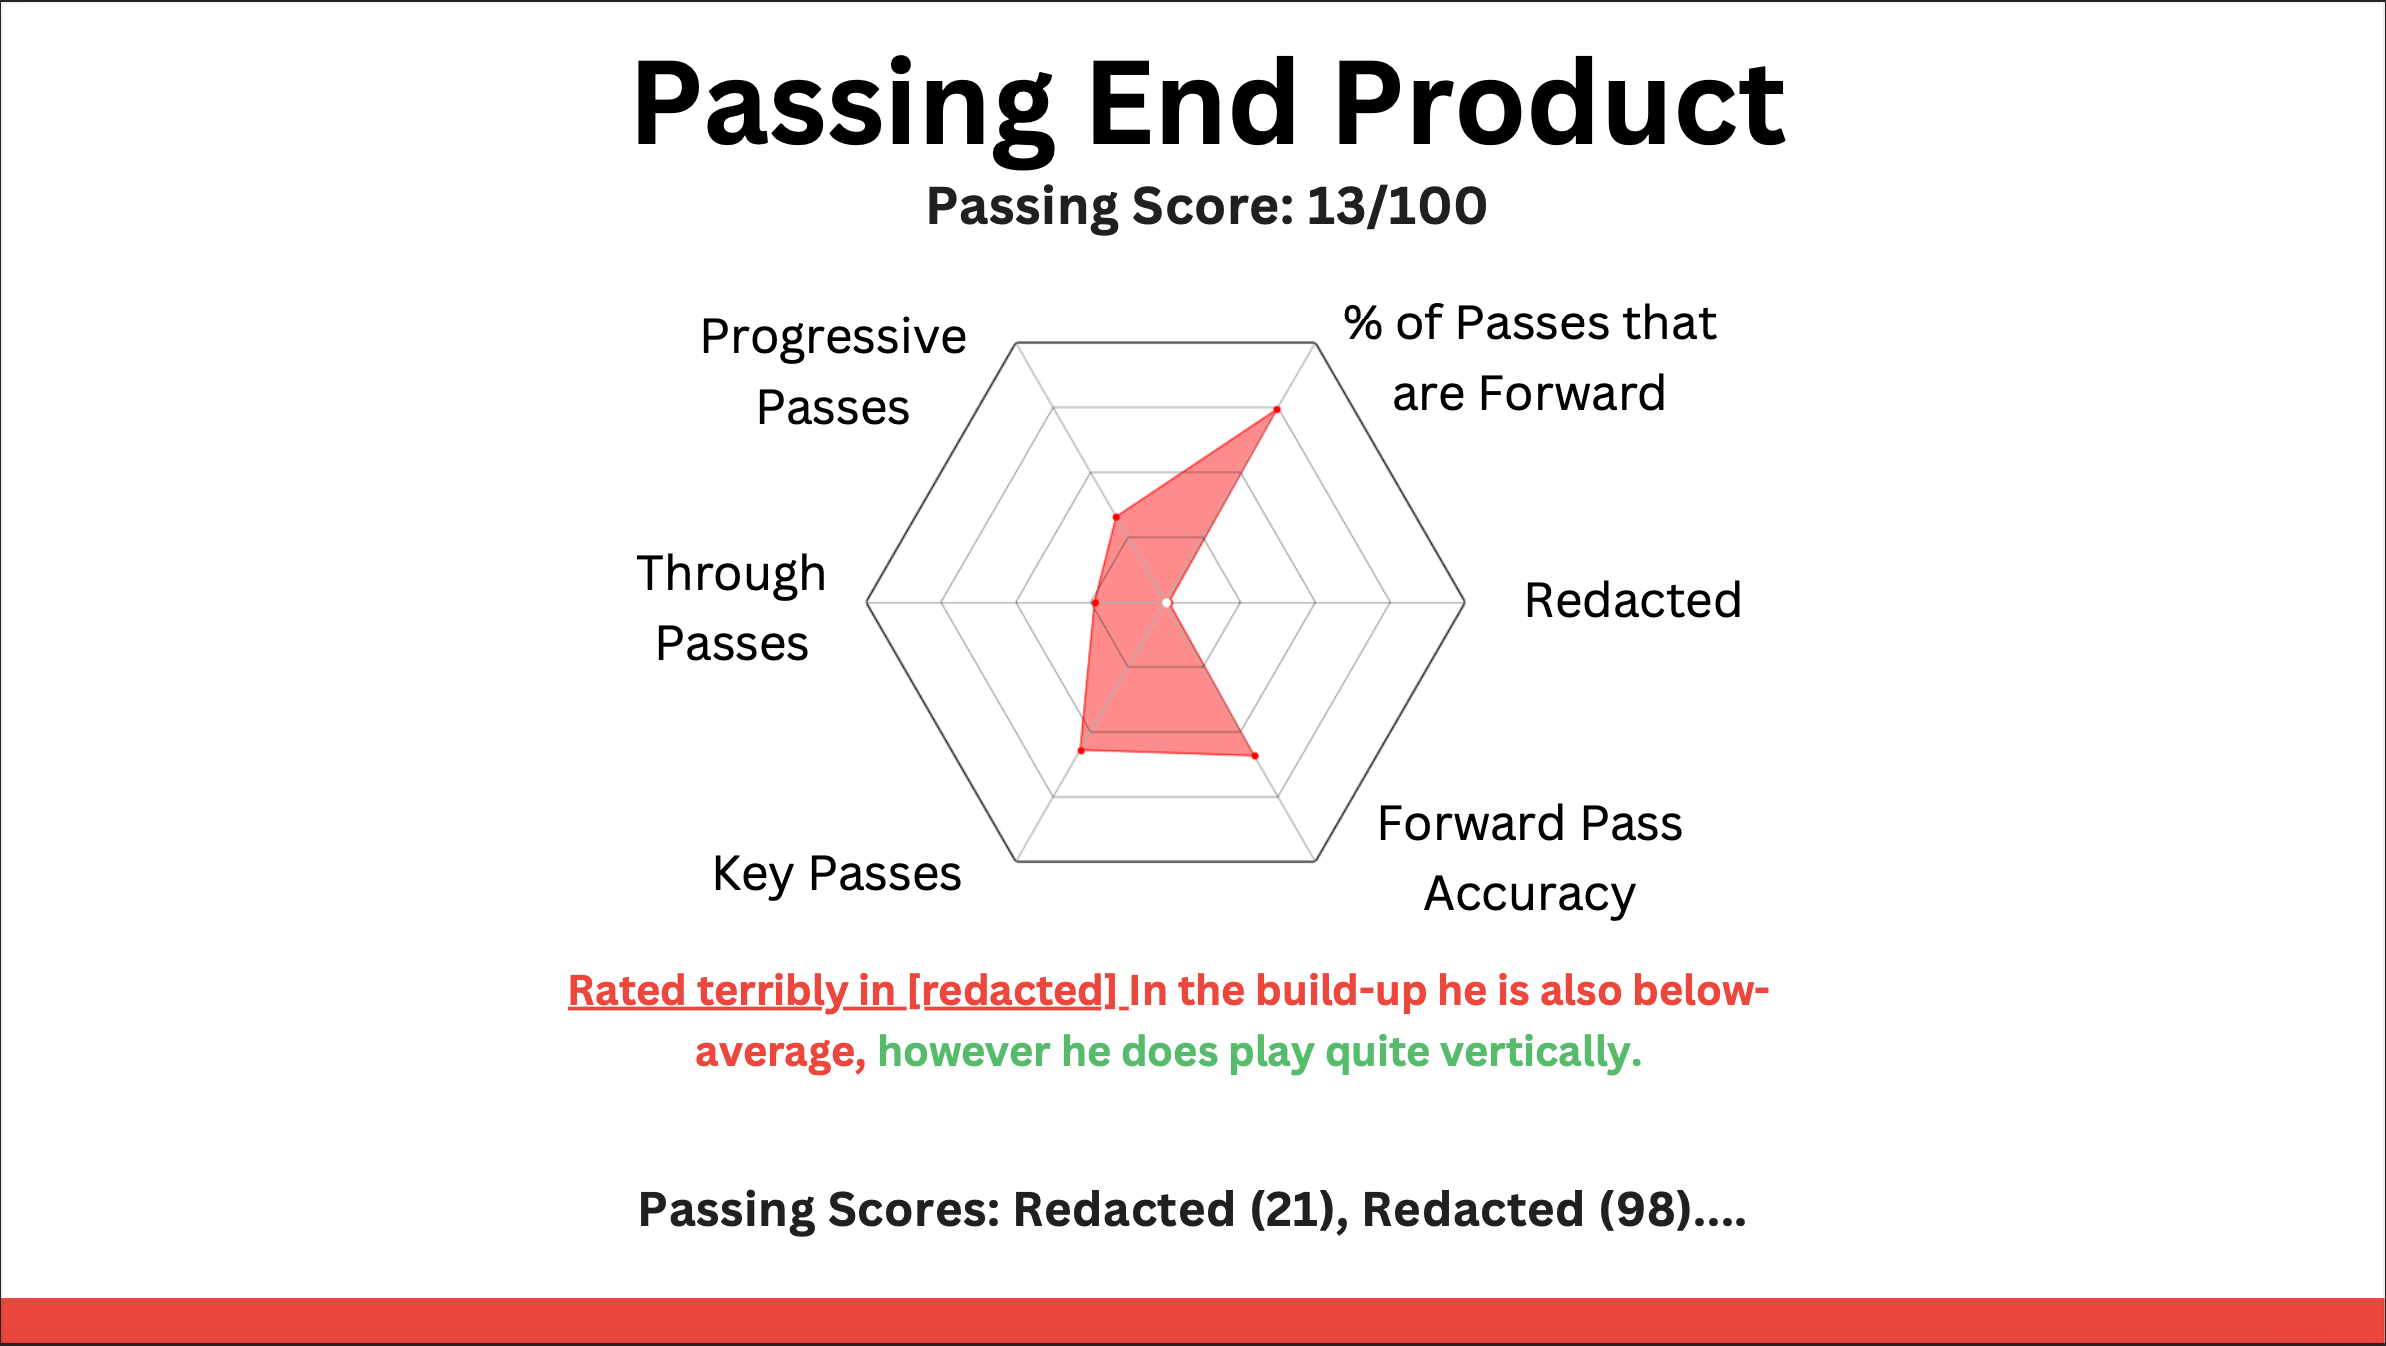 Passing End Product
Passing Score: 13/100
Progressive
Passes
% of Passes that
are Forward
Through
Passes
Redacted
Key Passes
Forward Pass
Accuracy
Rated terribly in [redacted] In the build-up he is also below-
average, however he does play quite vertically.
Passing Scores: Redacted (21), Redacted (98)....